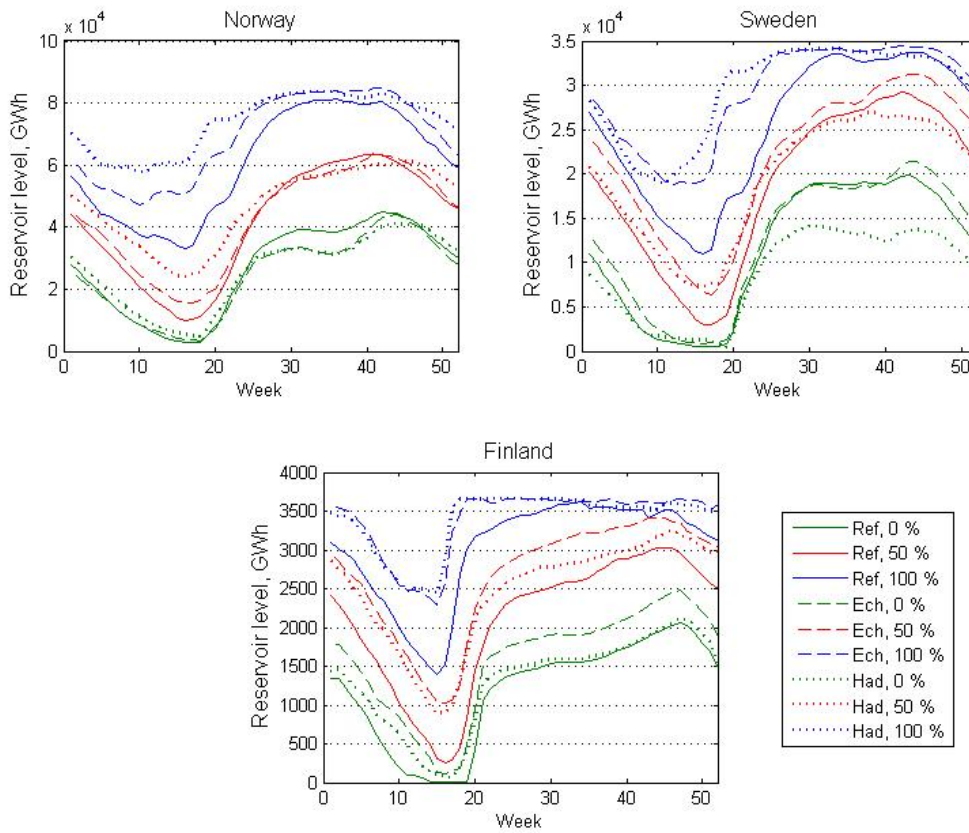 Norway
x 10⁴
Reservoir level, GWh
10
8
6
4
2
0
0 10 20 30 40 50
Week
Sweden
x 10⁴
Reservoir level, GWh
3.5
3
2.5
2
1.5
1
0.5
0
0 10 20 30 40 50
Week
Finland
Reservoir level, GWh
4000
3500
3000
2500
2000
1500
1000
500
0
0 10 20 30 40 50
Week
Ref, 0 %
Ref, 50 %
Ref, 100 %
Ech, 0 %
Ech, 50 %
Ech, 100 %
Had, 0 %
Had, 50 %
Had, 100 %